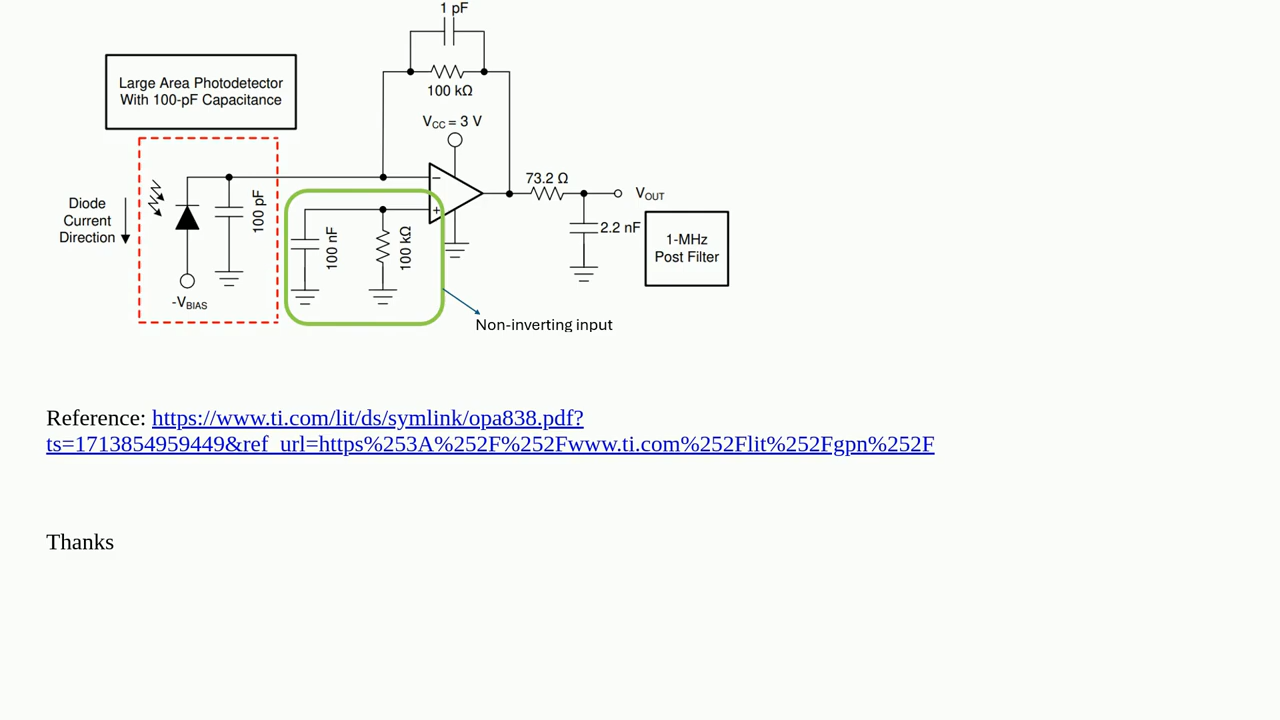 1 pF
Large Area Photodetector
With 100-pF Capacitance
100 kΩ
VCC = 3 V
Diode
Current
Direction
100 pF
-VBIAS
100 nF
100 kΩ
−
+
73.2 Ω
VOUT
2.2 nF
1-MHz
Post Filter
Non-inverting input
Reference: https://www.ti.com/lit/ds/symlink/opa838.pdf?
ts=1713854959449&ref_url=https%253A%252F%252Fwww.ti.com%252Flit%252Fgpn%252F
Thanks